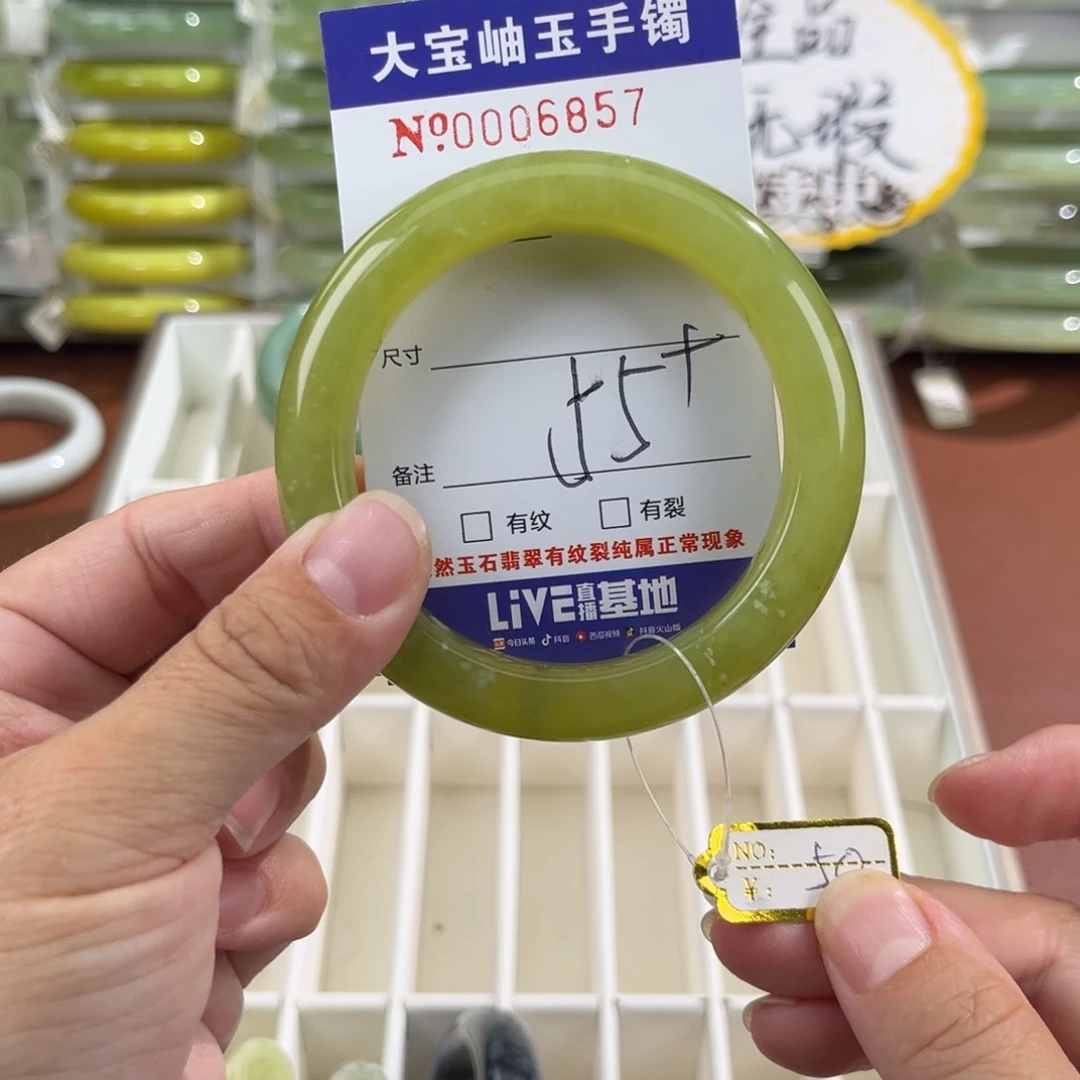 大宝岫玉手镯
№0006857
无瑕
尺寸
55+
备注
□ 有纹 □ 有裂
然玉石翡翠有纹裂纯属正常现象
LiVE直播基地
今日头条 抖音 西瓜视频 抖音火山版
NO:
¥: